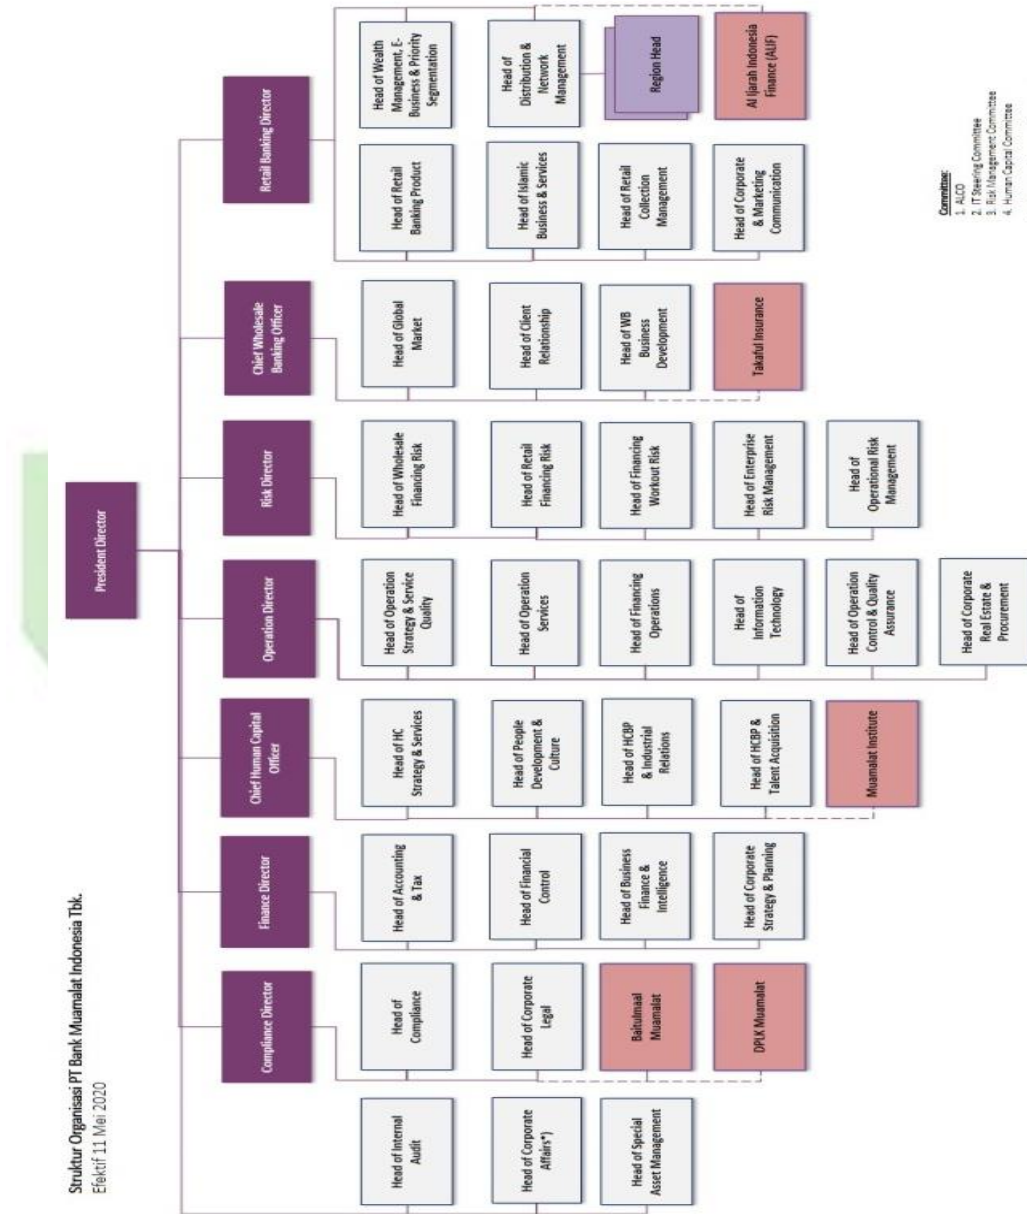 Struktur Organisasi PT Bank Muamalat Indonesia Tbk.
Efektif 11 Mei 2020
President Director
Compliance Director
Finance Director
Chief Human Capital
Officer
Operation Director
Risk Director
Chief Wholesale
Banking Officer
Retail Banking Director
Head of Internal
Audit
Head of Corporate
Affairs*)
Head of Special
Asset Management
Head of
Compliance
Head of Corporate
Legal
Baitulmaal
Muamalat
DPLK Muamalat
Head of Accounting
& Tax
Head of Financial
Control
Head of Business
Finance &
Intelligence
Head of Corporate
Strategy & Planning
Head of HC
Strategy & Services
Head of People
Development &
Culture
Head of HCBP
& Industrial
Relations
Head of HCBP &
Talent Acquisition
Muamalat Institute
Head of Operation
Strategy & Service
Quality
Head of Operation
Services
Head of Financing
Operations
Head of
Information
Technology
Head of Operation
Control & Quality
Assurance
Head of Corporate
Real Estate &
Procurement
Head of Wholesale
Financing Risk
Head of Retail
Financing Risk
Head of Financing
Workout Risk
Head of Enterprise
Risk Management
Head of
Operational Risk
Management
Head of Global
Market
Head of Client
Relationship
Head of WB
Business
Development
Takaful Insurance
Head of Retail
Banking Product
Head of Islamic
Business & Services
Head of Retail
Collection
Management
Head of Corporate
& Marketing
Communication
Head of Wealth
Management, E-
Business & Priority
Segmentation
Head of
Distribution &
Network
Management
Region Head
Al Ijarah Indonesia
Finance (ALIF)
Committee:
1. ALCO
2. IT Steering Committee
3. Risk Management Committee
4. Human Capital Committee